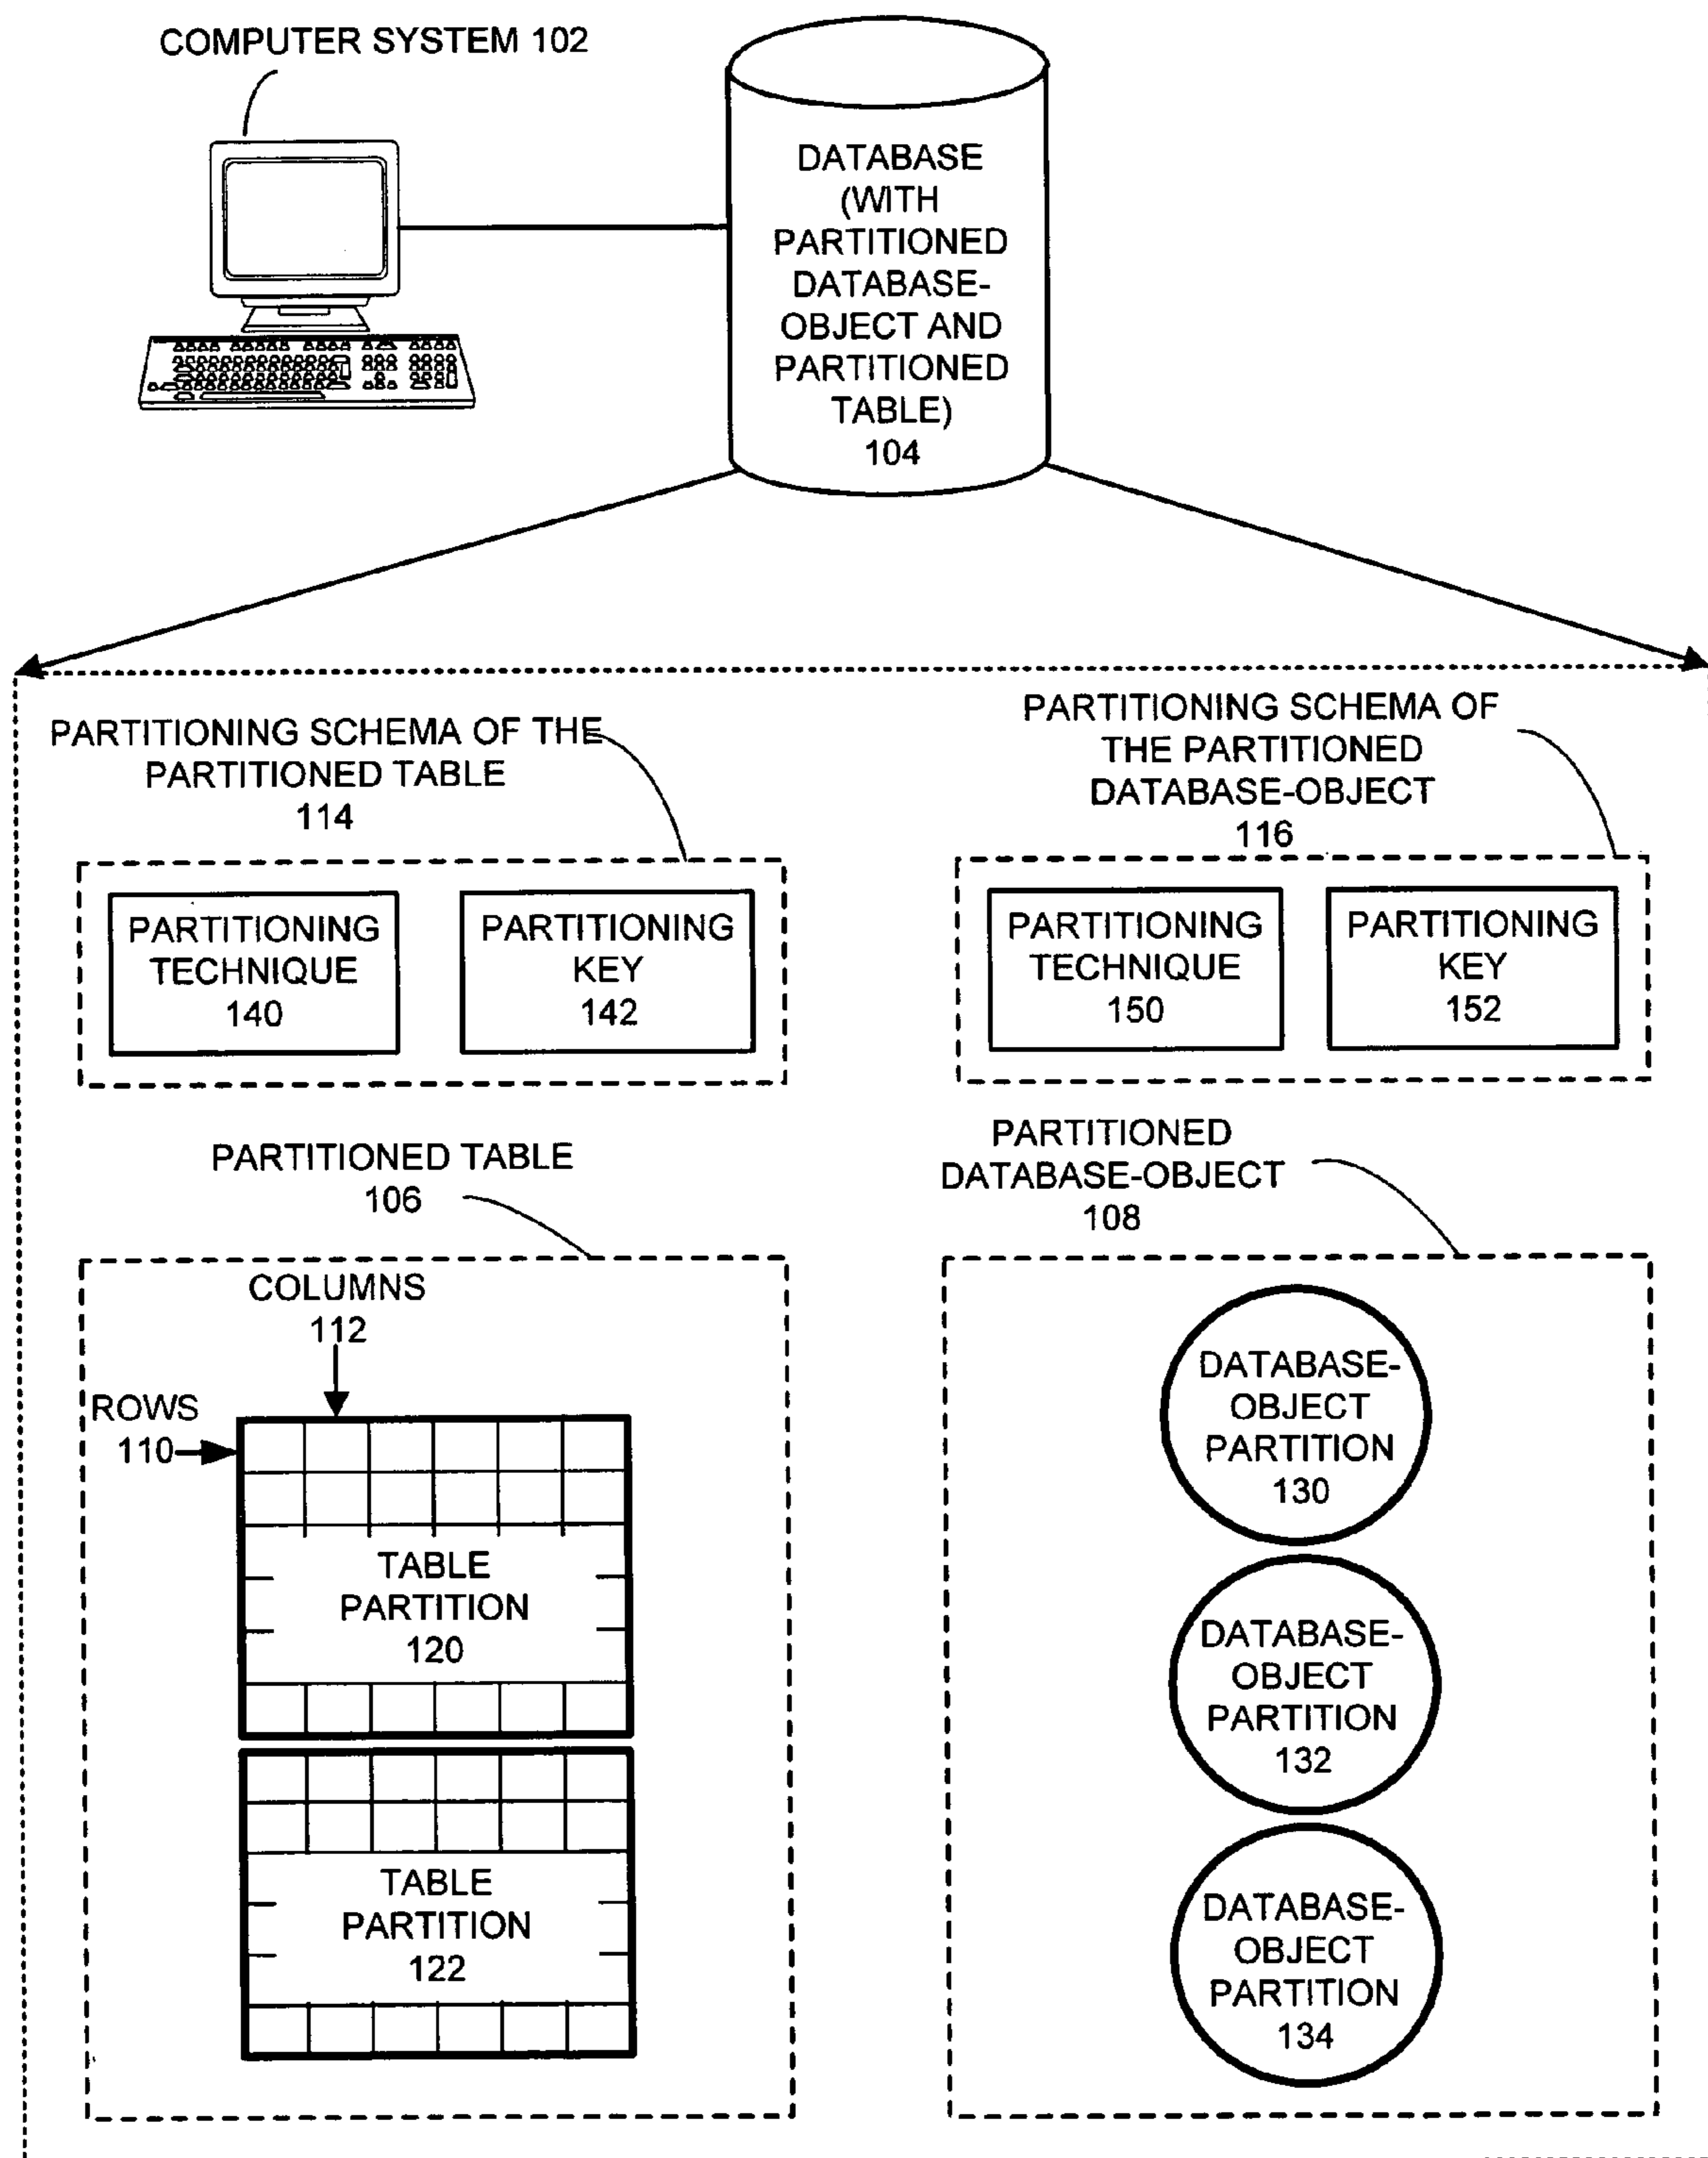 COMPUTER SYSTEM 102
DATABASE
(WITH
PARTITIONED
DATABASE-
OBJECT AND
PARTITIONED
TABLE)
104
PARTITIONING SCHEMA OF THE
PARTITIONED TABLE
114
PARTITIONING
TECHNIQUE
140
PARTITIONING
KEY
142
PARTITIONING SCHEMA OF
THE PARTITIONED
DATABASE-OBJECT
116
PARTITIONING
TECHNIQUE
150
PARTITIONING
KEY
152
PARTITIONED TABLE
106
COLUMNS
112
ROWS
110
TABLE
PARTITION
120
TABLE
PARTITION
122
PARTITIONED
DATABASE-OBJECT
108
DATABASE-
OBJECT
PARTITION
130
DATABASE-
OBJECT
PARTITION
132
DATABASE-
OBJECT
PARTITION
134